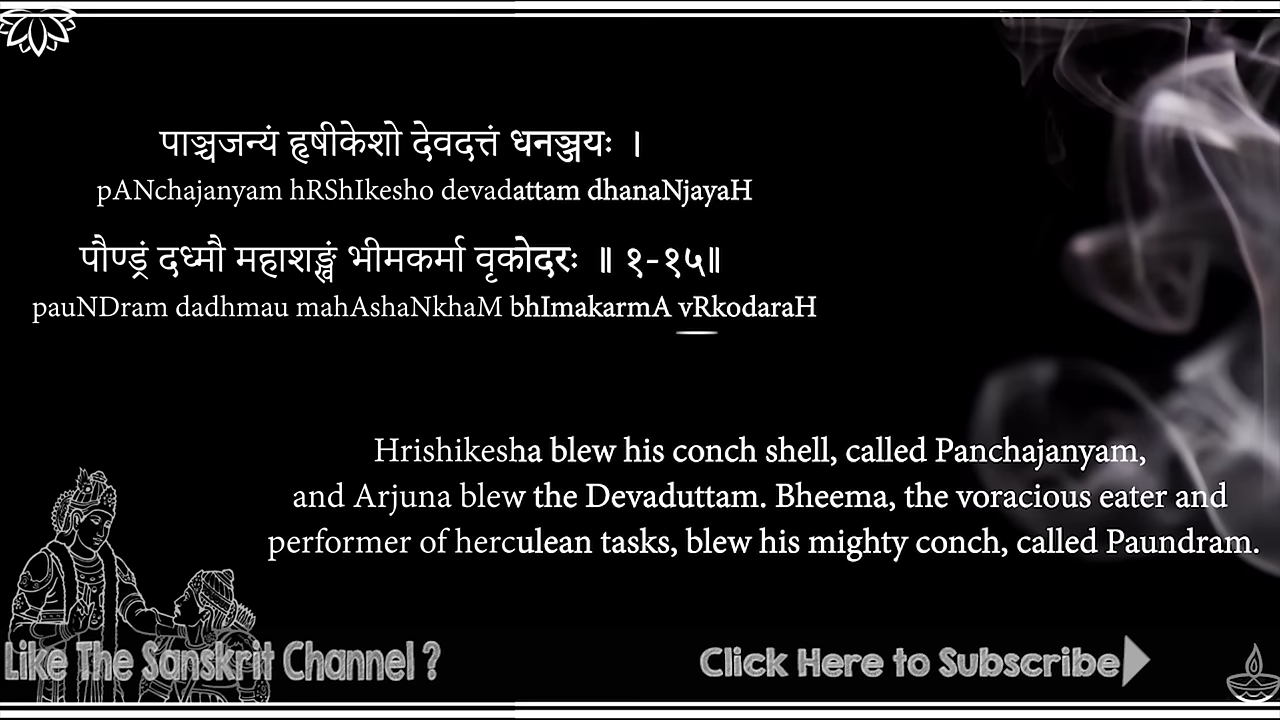 पाञ्चजन्यं हृषीकेशो देवदत्तं धनञ्जयः ।
pANchajanyam hRShIkesho devadattam dhanaNjayaH
पौण्ड्रं दध्मौ महाशङ्खं भीमकर्मा वृकोदरः ॥ १-१५॥
pauNDram dadhmau mahAshaNkhaM bhImakarmA vRkodaraH
Hrishikesha blew his conch shell, called Panchajanyam,
and Arjuna blew the Devaduttam. Bheema, the voracious eater and
performer of herculean tasks, blew his mighty conch, called Paundram.
Like The Sanskrit Channel ? Click Here to Subscribe